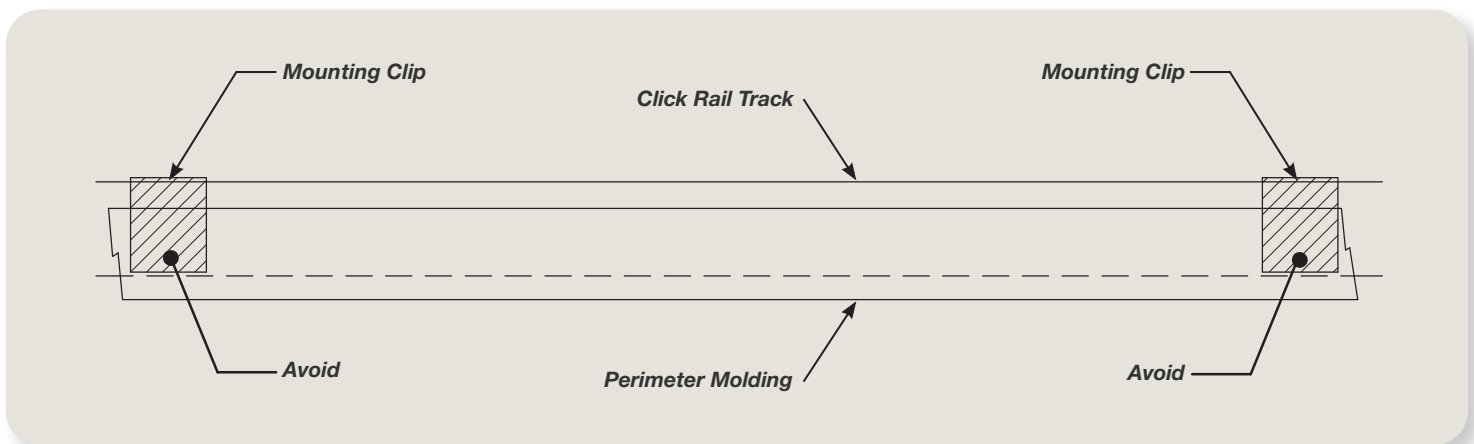 Mounting Clip
Mounting Clip
Click Rail Track
Avoid
Perimeter Molding
Avoid